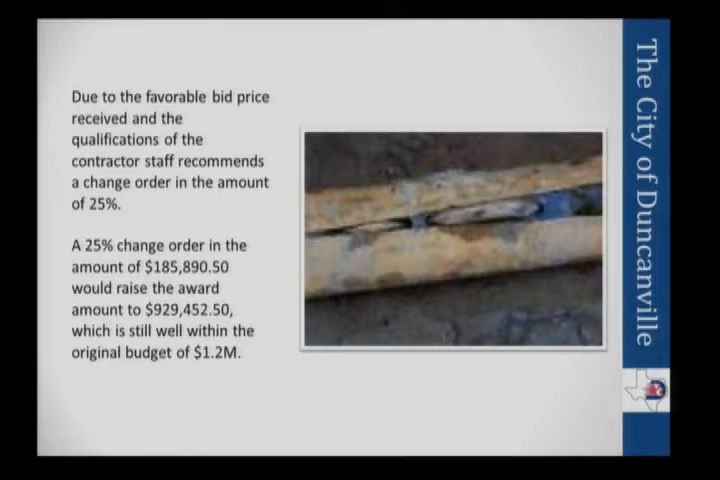 Due to the favorable bid price
received and the
qualifications of the
contractor staff recommends
a change order in the amount
of 25%.
A 25% change order in the
amount of $185,890.50
would raise the award
amount to $929,452.50,
which is still well within the
original budget of $1.2M.
The City of Duncanville